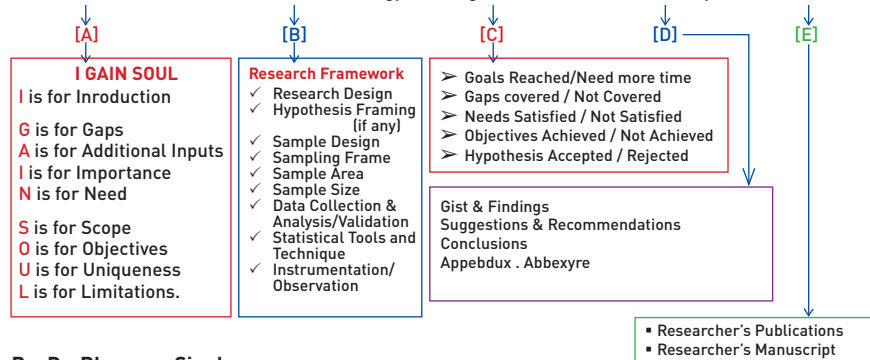 [A] [B] [C] [D] [E]
I GAIN SOUL
I is for Inroduction
G is for Gaps
A is for Additional Inputs
I is for Importance
N is for Need
S is for Scope
O is for Objectives
U is for Uniqueness
L is for Limitations.
Research Framework
✓ Research Design
✓ Hypothesis Framing
(if any)
✓ Sample Design
✓ Sampling Frame
✓ Sample Area
✓ Sample Size
✓ Data Collection &
Analysis/Validation
✓ Statistical Tools and
Technique
✓ Instrumentation/
Observation
➢ Goals Reached/Need more time
➢ Gaps covered / Not Covered
➢ Needs Satisfied / Not Satisfied
➢ Objectives Achieved / Not Achieved
➢ Hypothesis Accepted / Rejected
Gist & Findings
Suggestions & Recommendations
Conclusions
Appebdux . Abbexyre
▪ Researcher's Publications
▪ Researcher's Manuscript